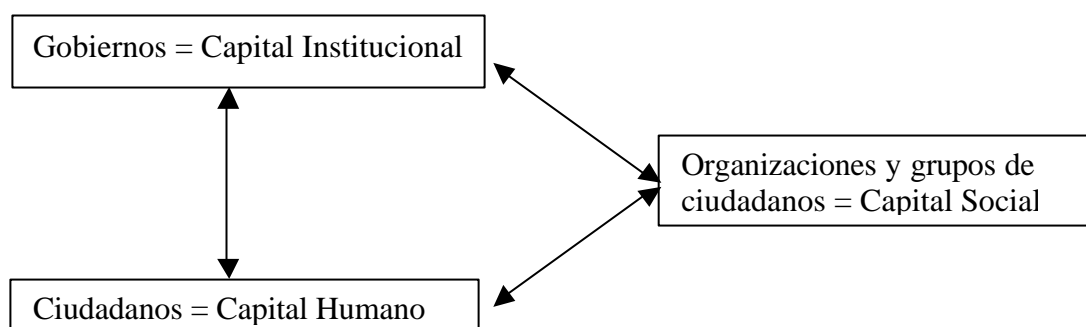 Gobiernos = Capital Institucional
Organizaciones y grupos de
ciudadanos = Capital Social
Ciudadanos = Capital Humano